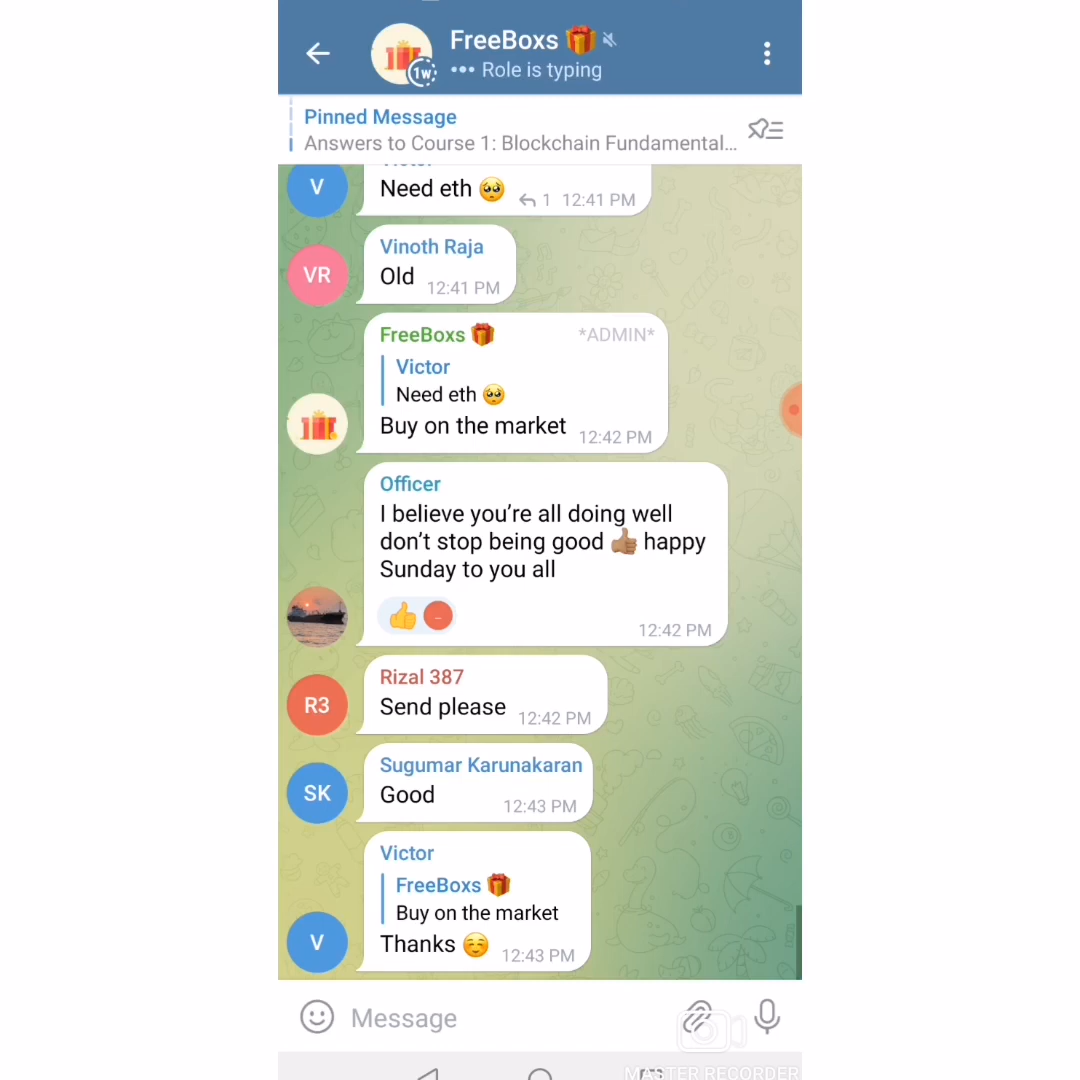 FreeBoxs 🎁
1w
••• Role is typing
Pinned Message
Answers to Course 1: Blockchain Fundamental...
V
Need eth 🥺
1 12:41 PM
Vinoth Raja
VR
Old
12:41 PM
FreeBoxs 🎁 *ADMIN*
Victor
Need eth 🥺
Buy on the market
12:42 PM
Officer
I believe you’re all doing well
don’t stop being good 👍🏽 happy
Sunday to you all
👍
12:42 PM
Rizal 387
R3
Send please
12:42 PM
Sugumar Karunakaran
SK
Good
12:43 PM
Victor
FreeBoxs 🎁
Buy on the market
V
Thanks ☺️
12:43 PM
Message
MASTER RECORDER